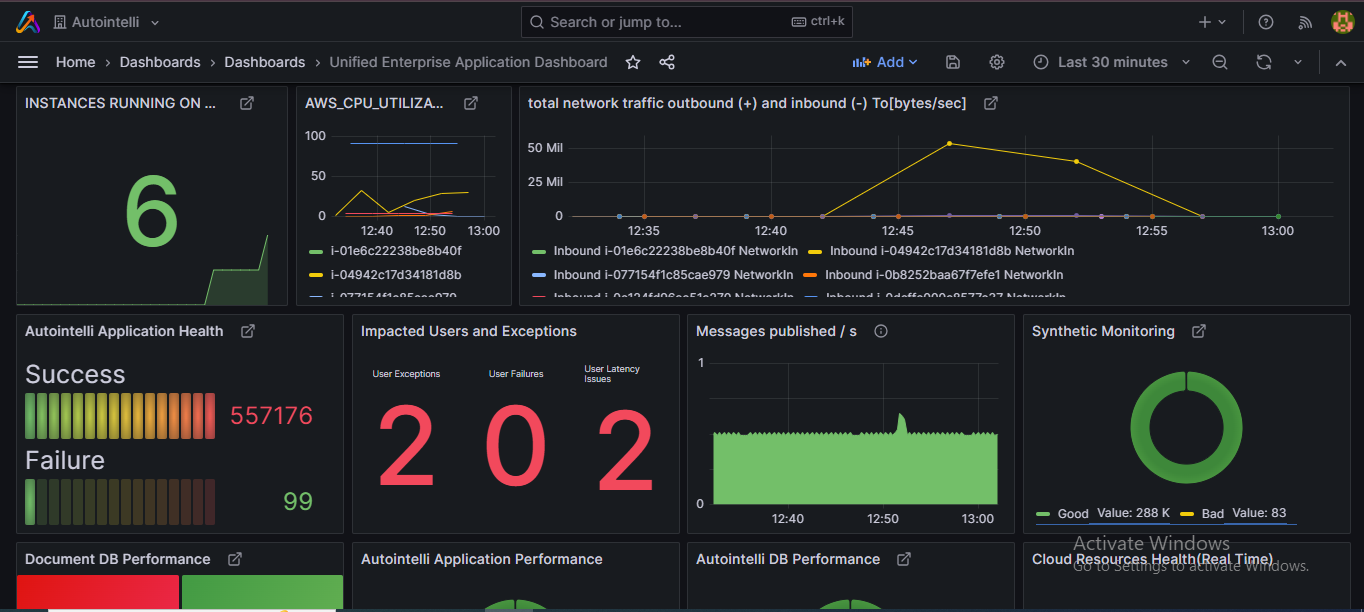 Autointelli
Search or jump to...
ctrl+k
Home › Dashboards › Dashboards › Unified Enterprise Application Dashboard
Add
Last 30 minutes
INSTANCES RUNNING ON ...
6
AWS_CPU_UTILIZA...
100
50
0
12:40 12:50 13:00
i-01e6c22238be8b40f
i-04942c17d34181d8b
i-077154f1c85cae979
total network traffic outbound (+) and inbound (-) To[bytes/sec]
50 Mil
25 Mil
0
12:35 12:40 12:45 12:50 12:55 13:00
Inbound i-01e6c22238be8b40f NetworkIn Inbound i-04942c17d34181d8b NetworkIn
Inbound i-077154f1c85cae979 NetworkIn Inbound i-0b8252baa67f7efe1 NetworkIn
Autointelli Application Health
Success
557176
Failure
99
Impacted Users and Exceptions
User Exceptions
2
User Failures
0
User Latency
Issues
2
Messages published / s
1
0
12:40 12:50 13:00
Synthetic Monitoring
Good Value: 288 K Bad Value: 83
Document DB Performance
Autointelli Application Performance
Autointelli DB Performance
Cloud Resources Health(Real Time)
Activate Windows
Go to Settings to activate Windows.